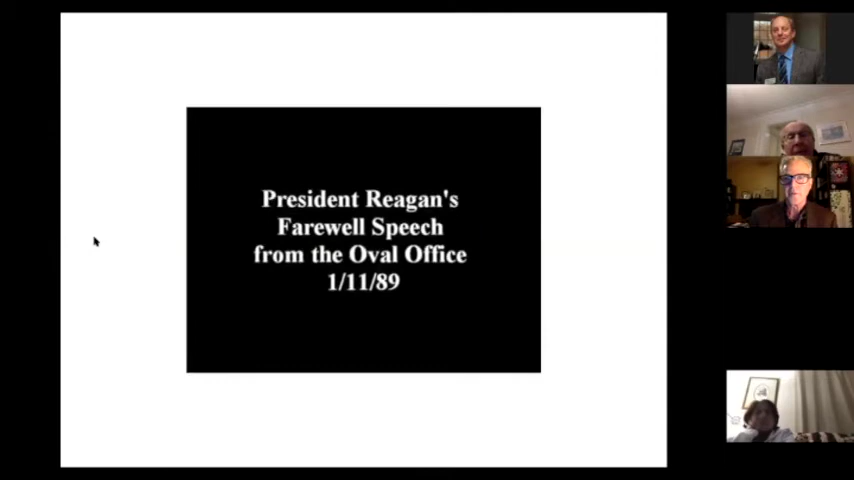 President Reagan's
Farewell Speech
from the Oval Office
1/11/89